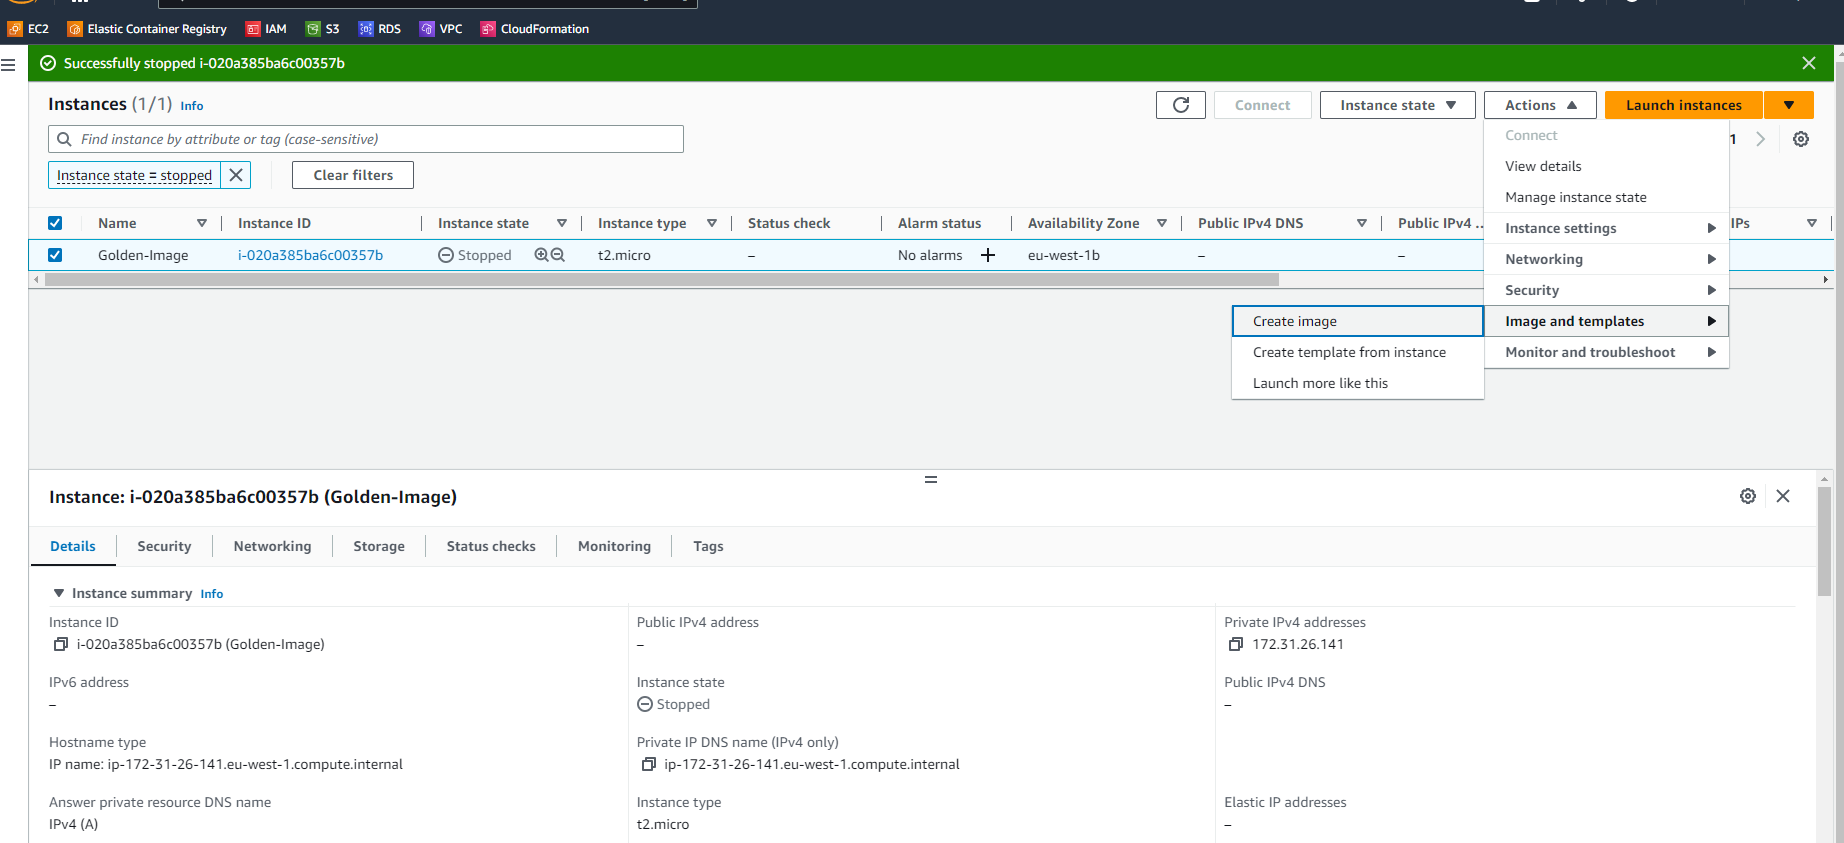 EC2 Elastic Container Registry IAM S3 RDS VPC CloudFormation
Successfully stopped i-020a385ba6c00357b
Instances (1/1) Info
Connect Instance state Actions Launch instances
Find instance by attribute or tag (case-sensitive)
1
Instance state = stopped Clear filters
Name Instance ID Instance state Instance type Status check Alarm status Availability Zone Public IPv4 DNS Public IPv4 ... IPs
Golden-Image i-020a385ba6c00357b Stopped t2.micro – No alarms + eu-west-1b – –
Connect
View details
Manage instance state
Instance settings
Networking
Security
Image and templates
Monitor and troubleshoot
Create image
Create template from instance
Launch more like this
Instance: i-020a385ba6c00357b (Golden-Image)
Details Security Networking Storage Status checks Monitoring Tags
Instance summary Info
Instance ID
i-020a385ba6c00357b (Golden-Image)
Public IPv4 address
–
Private IPv4 addresses
172.31.26.141
IPv6 address
–
Instance state
Stopped
Public IPv4 DNS
–
Hostname type
IP name: ip-172-31-26-141.eu-west-1.compute.internal
Private IP DNS name (IPv4 only)
ip-172-31-26-141.eu-west-1.compute.internal
Answer private resource DNS name
IPv4 (A)
Instance type
t2.micro
Elastic IP addresses
–